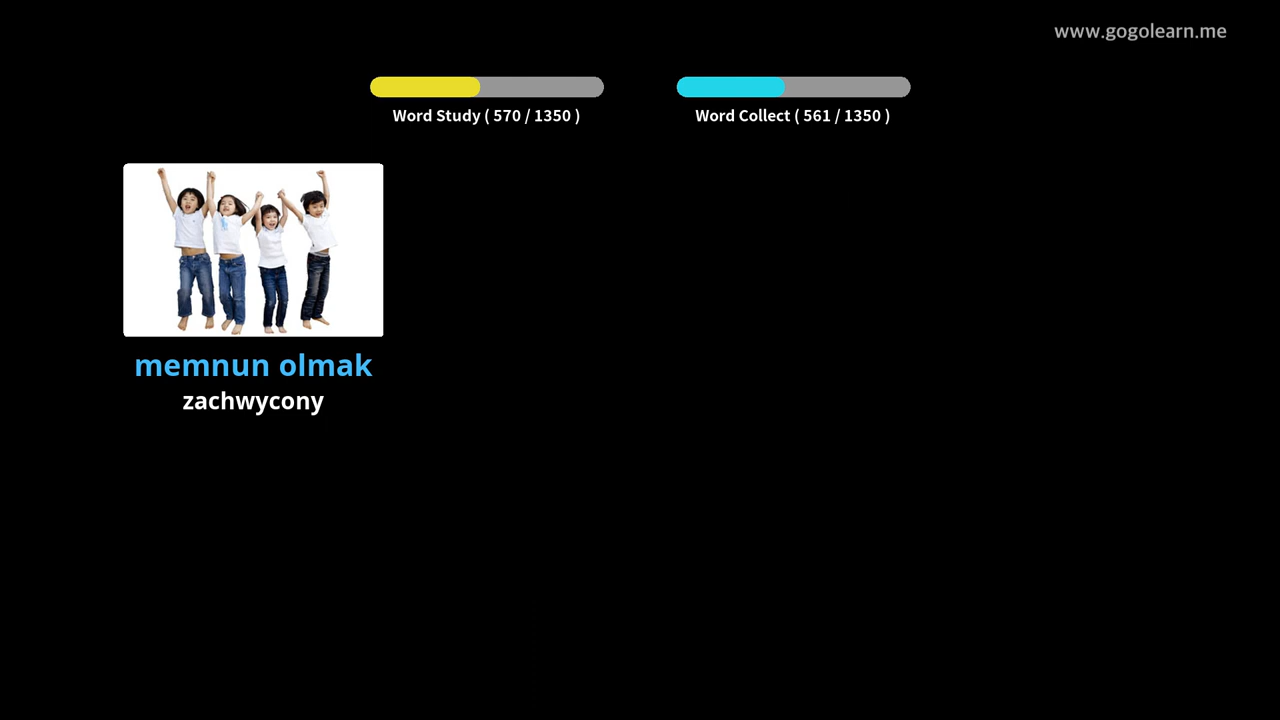 www.gogolearn.me
Word Study ( 570 / 1350 )
Word Collect ( 561 / 1350 )
memnun olmak
zachwycony